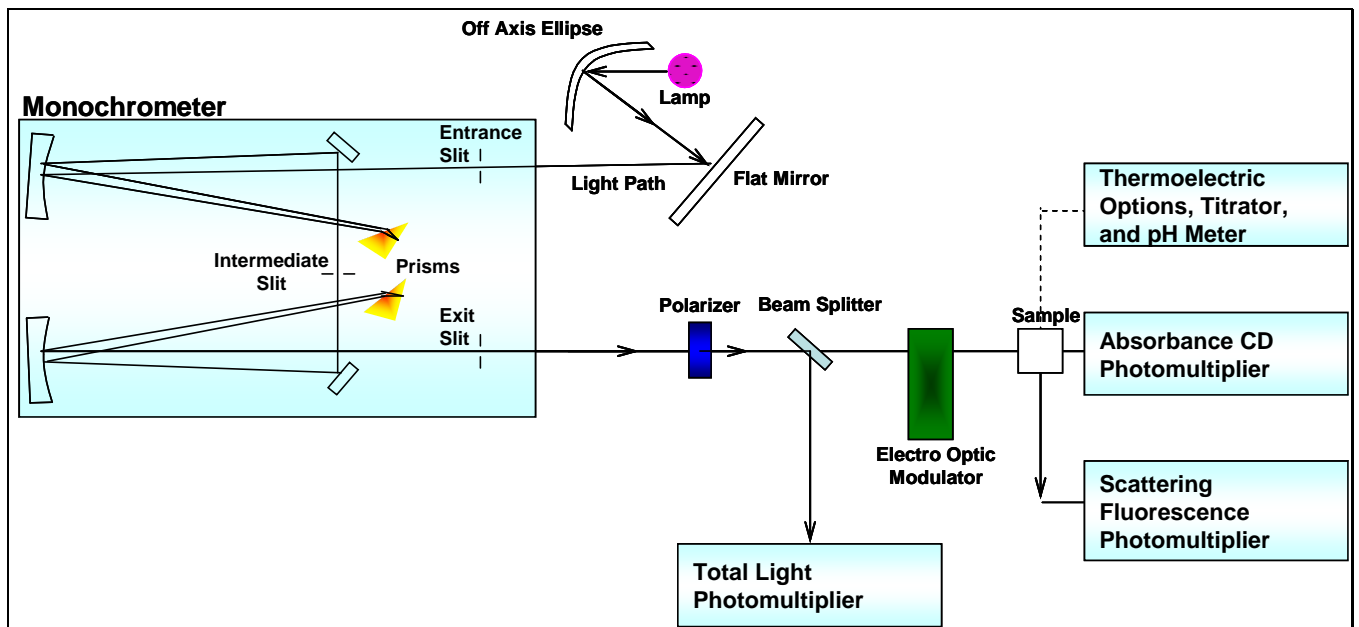 Off Axis Ellipse
Lamp
Monochrometer
Entrance
Slit
Light Path
Flat Mirror
Thermoelectric
Options, Titrator,
and pH Meter
Intermediate
Slit
Prisms
Exit
Slit
Polarizer
Beam Splitter
Sample
Absorbance CD
Photomultiplier
Electro Optic
Modulator
Scattering
Fluorescence
Photomultiplier
Total Light
Photomultiplier